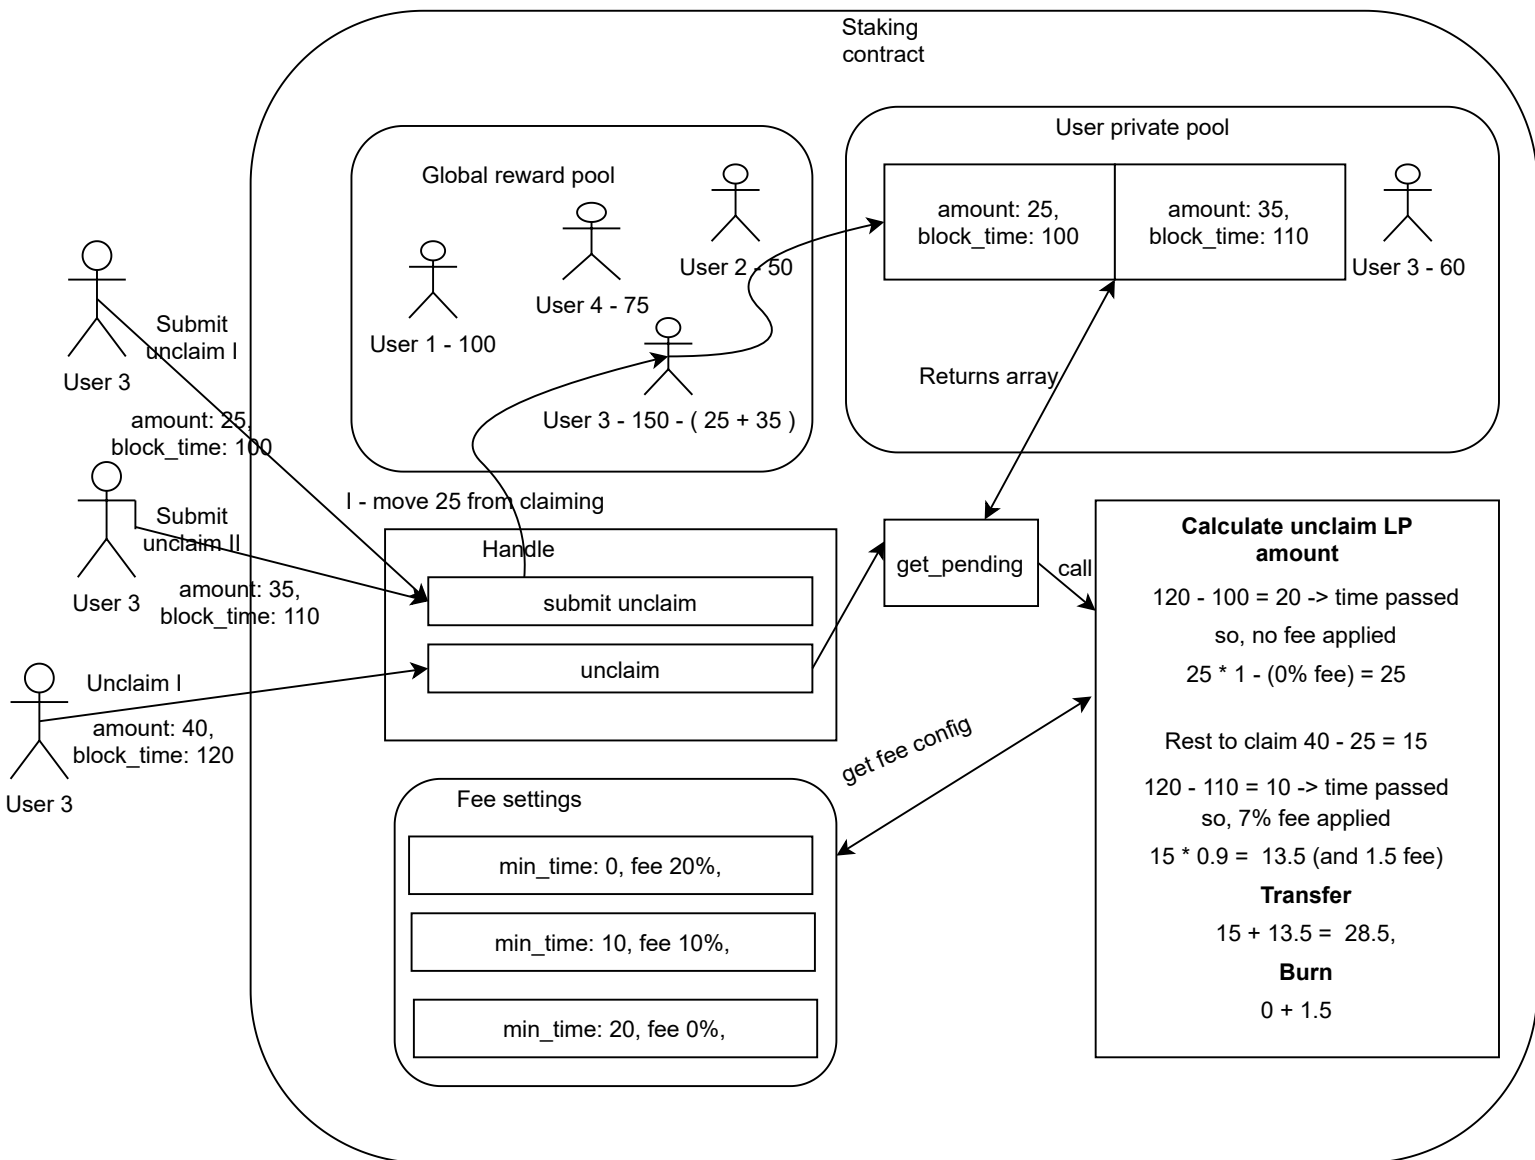 Staking
contract
Global reward pool
User 1 - 100
User 4 - 75
User 2 - 50
User 3 - 150 - ( 25 + 35 )
User private pool
amount: 25,
block_time: 100
amount: 35,
block_time: 110
User 3 - 60
User 3
Submit
unclaim I
amount: 25,
block_time: 100
User 3
Submit
unclaim II
amount: 35,
block_time: 110
User 3
Unclaim I
amount: 40,
block_time: 120
I - move 25 from claiming
Handle
submit unclaim
unclaim
Returns array
get_pending
call
get fee config
Fee settings
min_time: 0, fee 20%,
min_time: 10, fee 10%,
min_time: 20, fee 0%,
Calculate unclaim LP
amount
120 - 100 = 20 -> time passed
so, no fee applied
25 * 1 - (0% fee) = 25
Rest to claim 40 - 25 = 15
120 - 110 = 10 -> time passed
so, 7% fee applied
15 * 0.9 = 13.5 (and 1.5 fee)
Transfer
15 + 13.5 = 28.5,
Burn
0 + 1.5